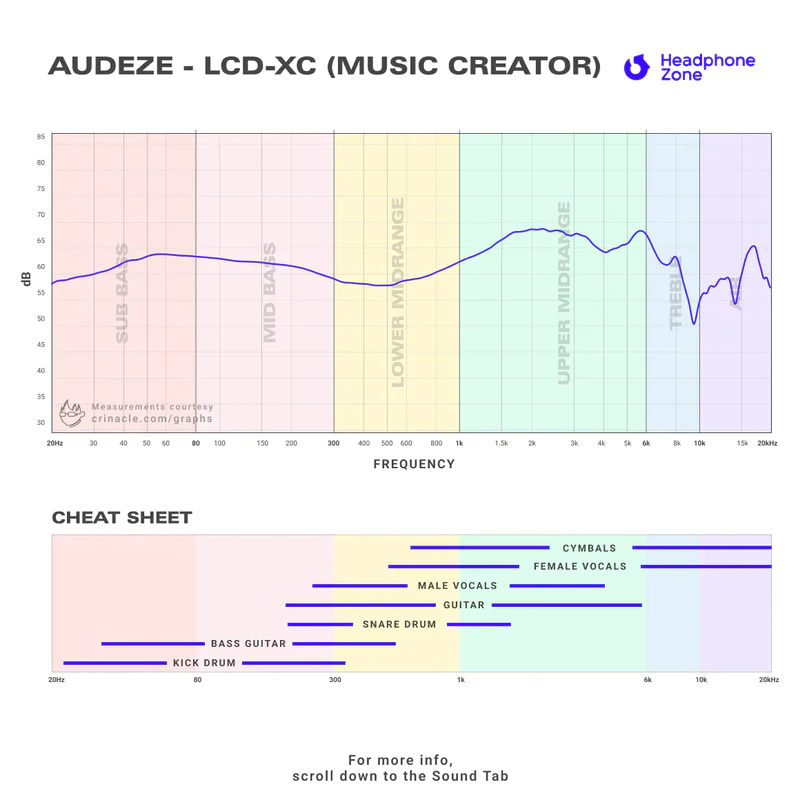 AUDEZE - LCD-XC (MUSIC CREATOR)
Headphone
Zone
85
80
75
70
65
60
55
50
45
40
35
30
dB
SUB BASS
MID BASS
LOWER MIDRANGE
UPPER MIDRANGE
TREBLE
Measurements courtesy
crinacle.com/graphs
20Hz 30 40 50 60 80 100 150 200 300 400 500 600 800 1k 1,5k 2k 3k 4k 5k 6k 8k 10k 15k 20kHz
FREQUENCY
CHEAT SHEET
CYMBALS
FEMALE VOCALS
MALE VOCALS
GUITAR
SNARE DRUM
BASS GUITAR
KICK DRUM
20Hz 80 300 1k 6k 10k 20kHz
For more info,
scroll down to the Sound Tab